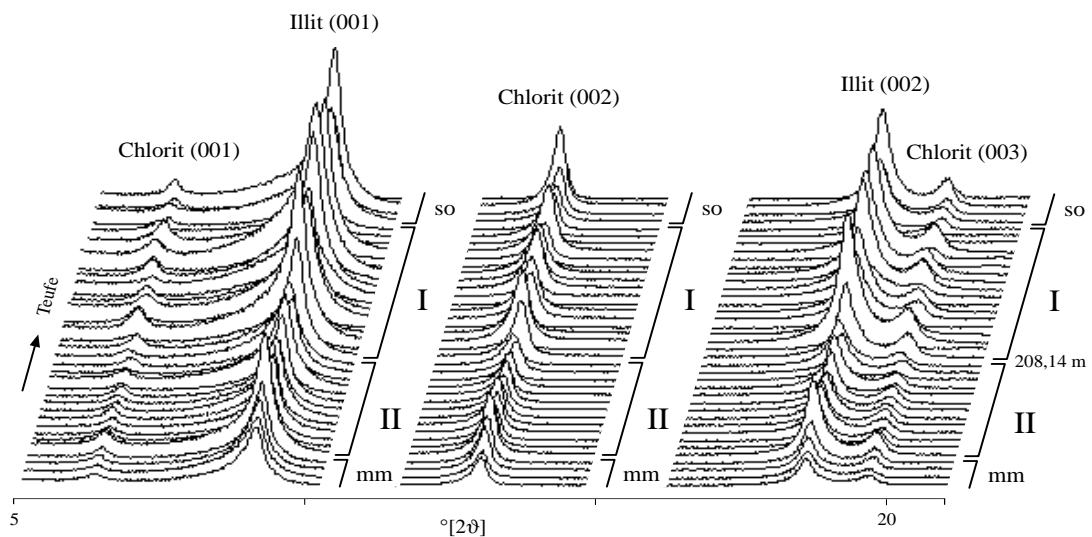 Illit (001)
Chlorit (001)
Chlorit (002)
Illit (002)
Chlorit (003)
so
so
so
I
I
I
Teufe
208,14 m
II
II
II
mm
mm
mm
5
20
°[2ϑ]